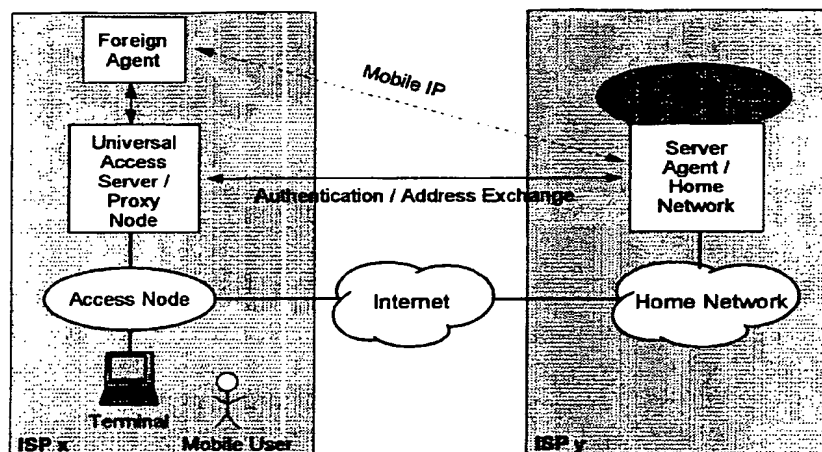 Foreign
Agent
Mobile IP
Universal
Access
Server /
Proxy
Node
Server
Agent /
Home
Network
Authentication / Address Exchange
Access Node
Internet
Home Network
Terminal
ISP x
Mobile User
ISP y